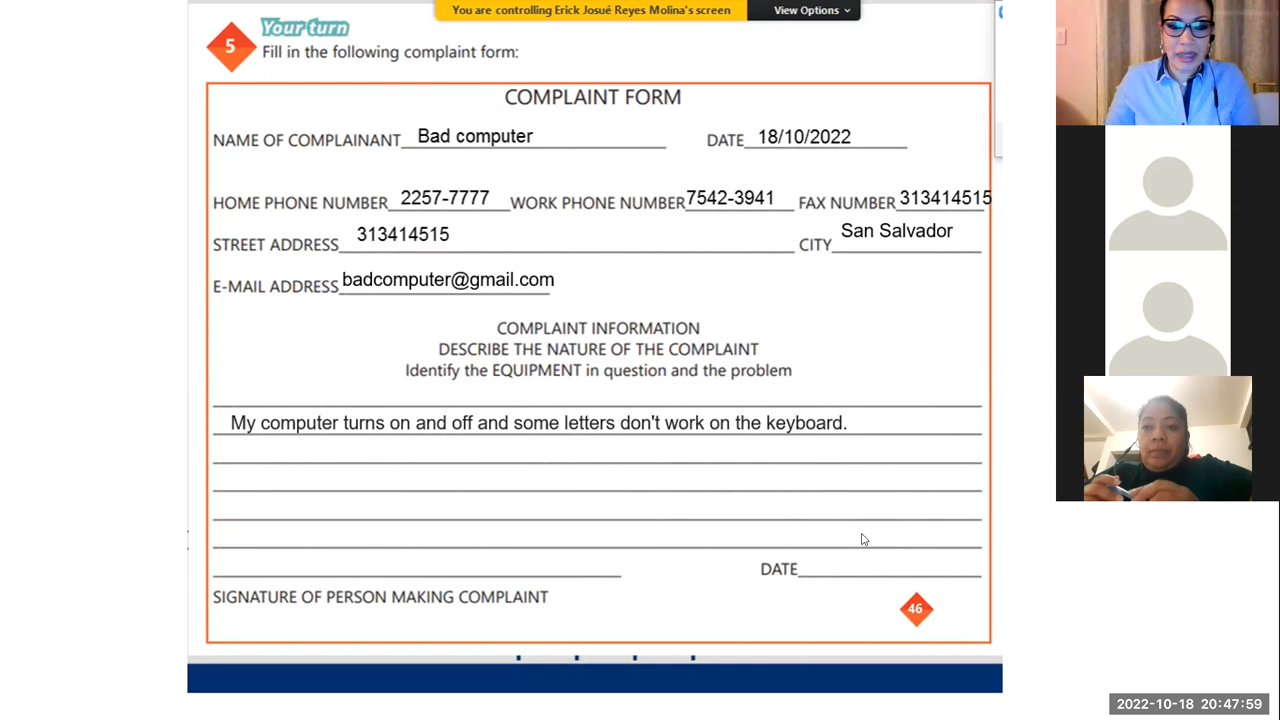 You are controlling Erick Josué Reyes Molina's screen View Options
Your turn
5 Fill in the following complaint form:
COMPLAINT FORM
NAME OF COMPLAINANT Bad computer DATE 18/10/2022
HOME PHONE NUMBER 2257-7777 WORK PHONE NUMBER 7542-3941 FAX NUMBER 313414515
STREET ADDRESS 313414515 CITY San Salvador
E-MAIL ADDRESS badcomputer@gmail.com
COMPLAINT INFORMATION
DESCRIBE THE NATURE OF THE COMPLAINT
Identify the EQUIPMENT in question and the problem
My computer turns on and off and some letters don't work on the keyboard.
DATE
SIGNATURE OF PERSON MAKING COMPLAINT
46
2022-10-18 20:47:59